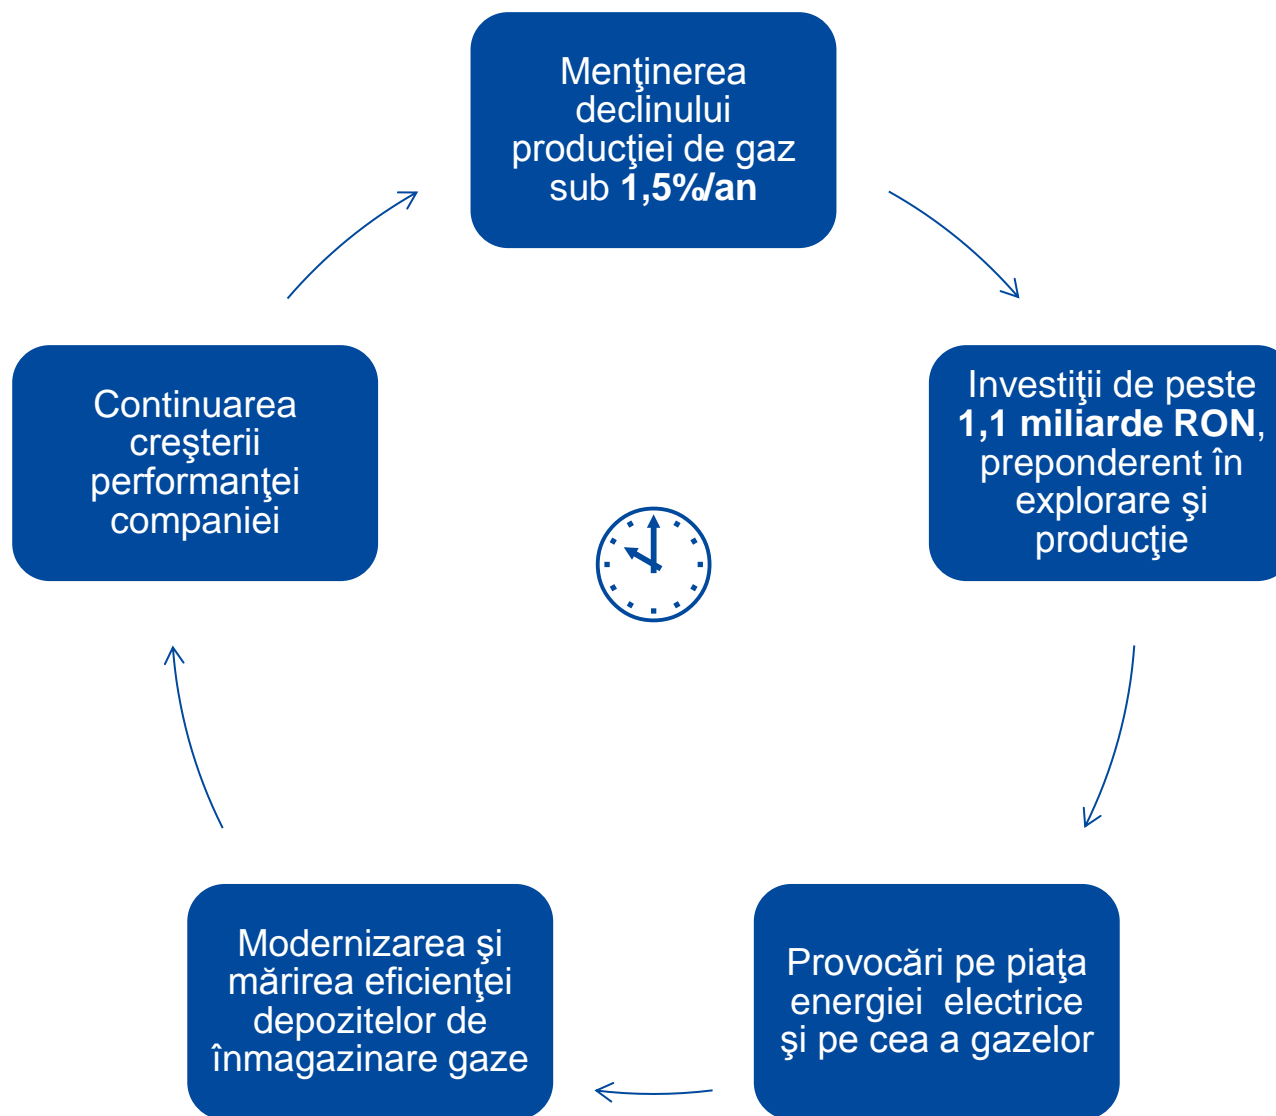 Menţinerea
declinului
producţiei de gaz
sub 1,5%/an
Investiţii de peste
1,1 miliarde RON,
preponderent în
explorare şi
producţie
Provocări pe piaţa
energiei  electrice
şi pe cea a gazelor
Modernizarea şi
mărirea eficienţei
depozitelor de
înmagazinare gaze
Continuarea
creşterii
performanţei
companiei